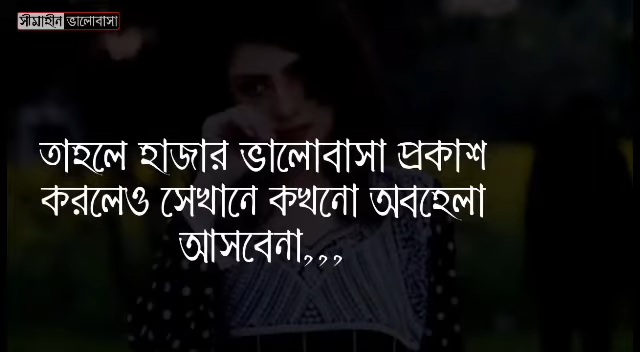 সীমাহীন ভালোবাসা
তাহলে হাজার ভালোবাসা প্রকাশ
করলেও সেখানে কখনো অবহেলা
আসবেনা,,,